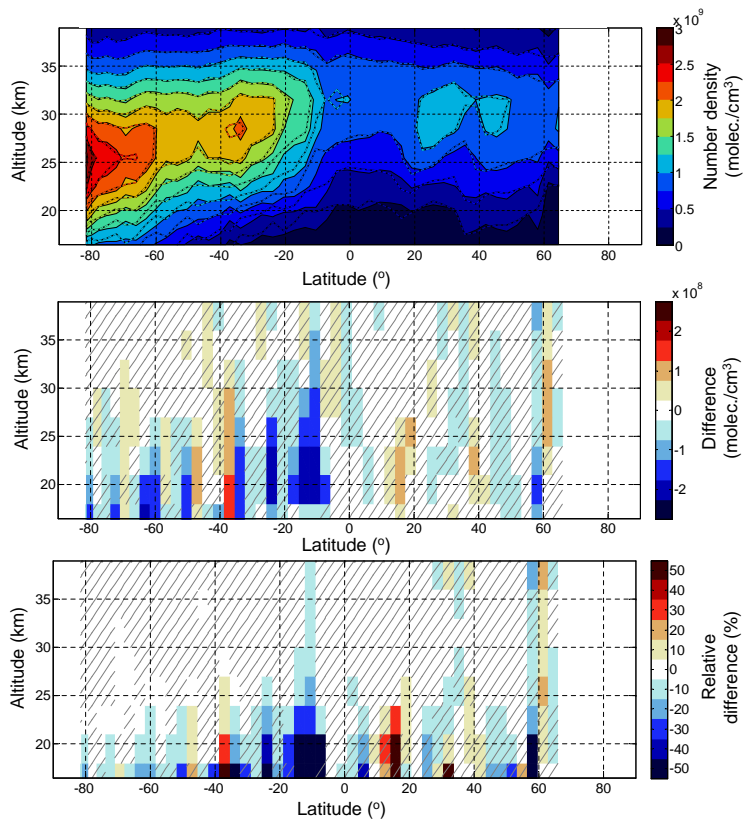 x 10^9
3
2.5
2
1.5
1
0.5
0
Number density
(molec./cm³)
35
30
25
20
Altitude (km)
-80 -60 -40 -20 0 20 40 60 80
Latitude (º)
x 10^8
2
1
0
-1
-2
Difference
(molec./cm³)
35
30
25
20
Altitude (km)
-80 -60 -40 -20 0 20 40 60 80
Latitude (º)
50
40
30
20
10
0
-10
-20
-30
-40
-50
Relative
difference (%)
35
30
25
20
Altitude (km)
-80 -60 -40 -20 0 20 40 60 80
Latitude (º)